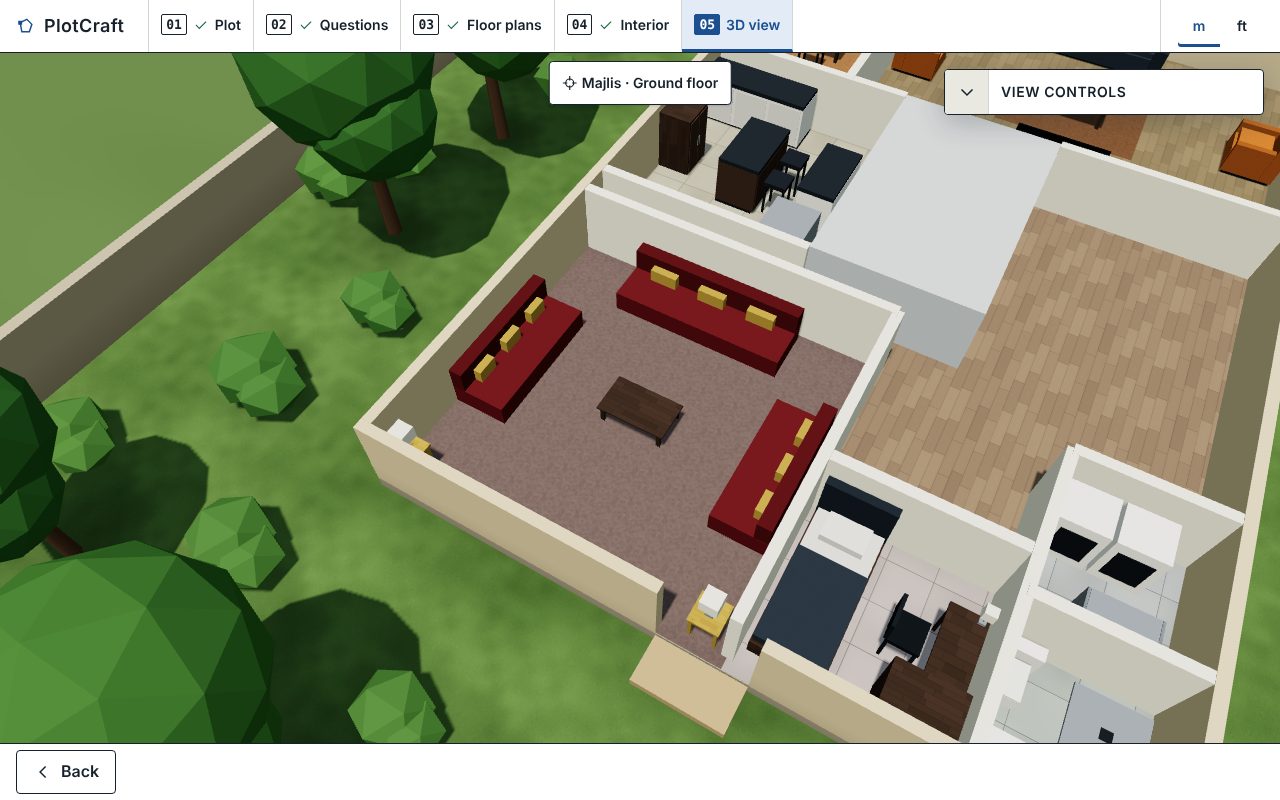 PlotCraft
01 Plot
02 Questions
03 Floor plans
04 Interior
05 3D view
m
ft
Majlis · Ground floor
VIEW CONTROLS
Back